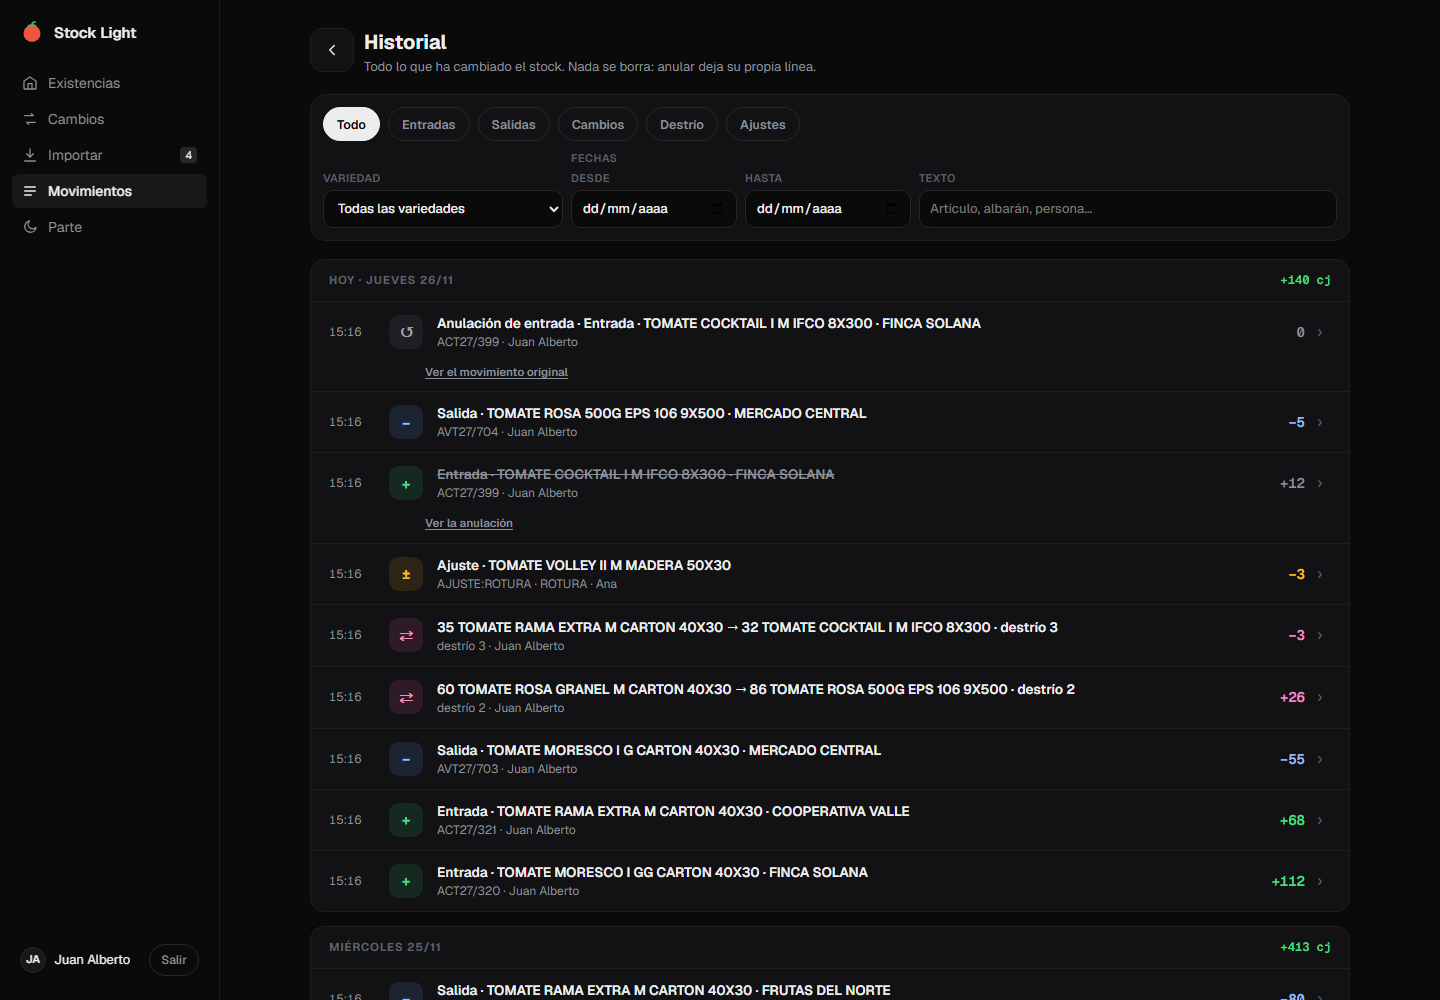 Stock Light
Existencias
Cambios
Importar 4
Movimientos
Parte
JA Juan Alberto Salir
Historial
Todo lo que ha cambiado el stock. Nada se borra: anular deja su propia línea.
Todo Entradas Salidas Cambios Destrío Ajustes
FECHAS
VARIEDAD DESDE HASTA TEXTO
Todas las variedades dd/mm/aaaa dd/mm/aaaa Artículo, albarán, persona...
HOY · JUEVES 26/11 +140 cj
15:16 Anulación de entrada · Entrada · TOMATE COCKTAIL I M IFCO 8X300 · FINCA SOLANA 0 ›
ACT27/399 · Juan Alberto
Ver el movimiento original
15:16 − Salida · TOMATE ROSA 500G EPS 106 9X500 · MERCADO CENTRAL −5 ›
AVT27/704 · Juan Alberto
15:16 + Entrada · TOMATE COCKTAIL I M IFCO 8X300 · FINCA SOLANA +12 ›
ACT27/399 · Juan Alberto
Ver la anulación
15:16 ± Ajuste · TOMATE VOLLEY II M MADERA 50X30 −3 ›
AJUSTE:ROTURA · ROTURA · Ana
15:16 ⇄ 35 TOMATE RAMA EXTRA M CARTON 40X30 → 32 TOMATE COCKTAIL I M IFCO 8X300 · destrío 3 −3 ›
destrío 3 · Juan Alberto
15:16 ⇄ 60 TOMATE ROSA GRANEL M CARTON 40X30 → 86 TOMATE ROSA 500G EPS 106 9X500 · destrío 2 +26 ›
destrío 2 · Juan Alberto
15:16 − Salida · TOMATE MORESCO I G CARTON 40X30 · MERCADO CENTRAL −55 ›
AVT27/703 · Juan Alberto
15:16 + Entrada · TOMATE RAMA EXTRA M CARTON 40X30 · COOPERATIVA VALLE +68 ›
ACT27/321 · Juan Alberto
15:16 + Entrada · TOMATE MORESCO I GG CARTON 40X30 · FINCA SOLANA +112 ›
ACT27/320 · Juan Alberto
MIÉRCOLES 25/11 +413 cj
15:16 − Salida · TOMATE RAMA EXTRA M CARTON 40X30 · FRUTAS DEL NORTE −80 ›